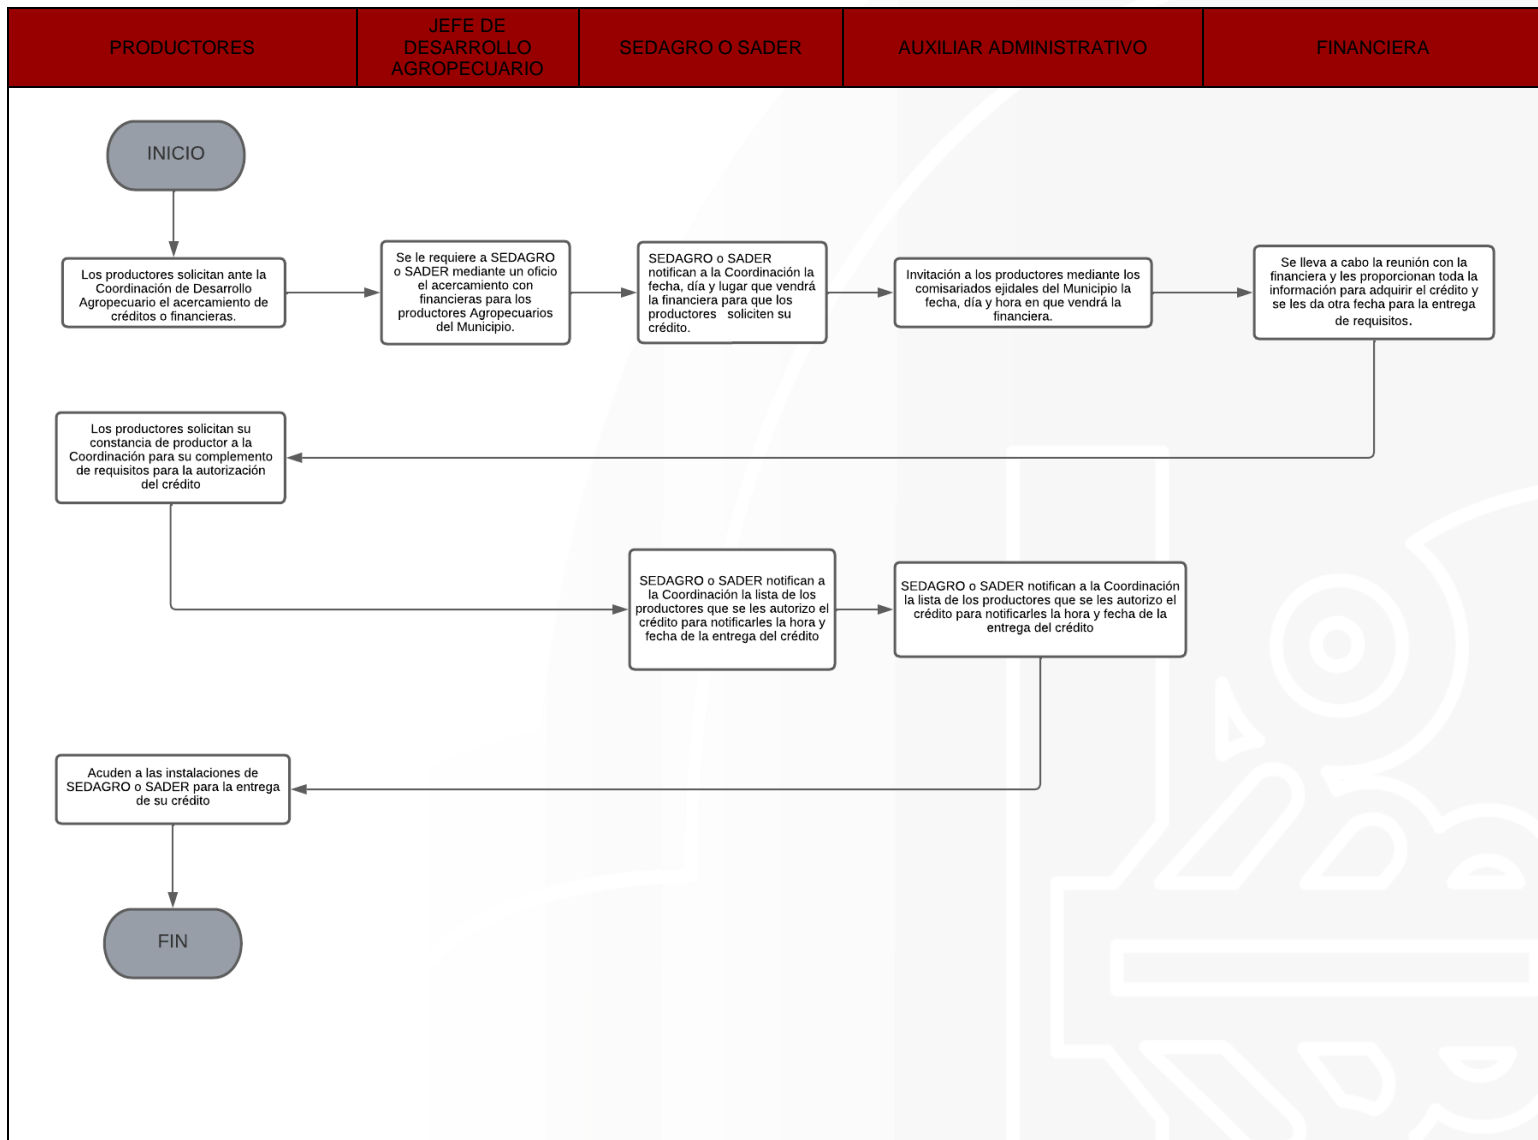 PRODUCTORES
JEFE DE
DESARROLLO
AGROPECUARIO
SEDAGRO O SADER
AUXILIAR ADMINISTRATIVO
FINANCIERA
INICIO
Los productores solicitan ante la
Coordinación de Desarrollo
Agropecuario el acercamiento de
créditos o financieras.
Se le requiere a SEDAGRO
o SADER mediante un oficio
el acercamiento con
financieras para los
productores Agropecuarios
del Municipio.
SEDAGRO o SADER
notifican a la Coordinación la
fecha, día y lugar que vendrá
la financiera para que los
productores soliciten su
crédito.
Invitación a los productores mediante los
comisariados ejidales del Municipio la
fecha, día y hora en que vendrá la
financiera.
Se lleva a cabo la reunión con la
financiera y les proporcionan toda la
información para adquirir el crédito y
se les da otra fecha para la entrega
de requisitos.
Los productores solicitan su
constancia de productor a la
Coordinación para su complemento
de requisitos para la autorización
del crédito
SEDAGRO o SADER notifican a
la Coordinación la lista de los
productores que se les autorizo el
crédito para notificarles la hora y
fecha de la entrega del crédito
SEDAGRO o SADER notifican a la Coordinación
la lista de los productores que se les autorizo el
crédito para notificarles la hora y fecha de la
entrega del crédito
Acuden a las instalaciones de
SEDAGRO o SADER para la entrega
de su crédito
FIN